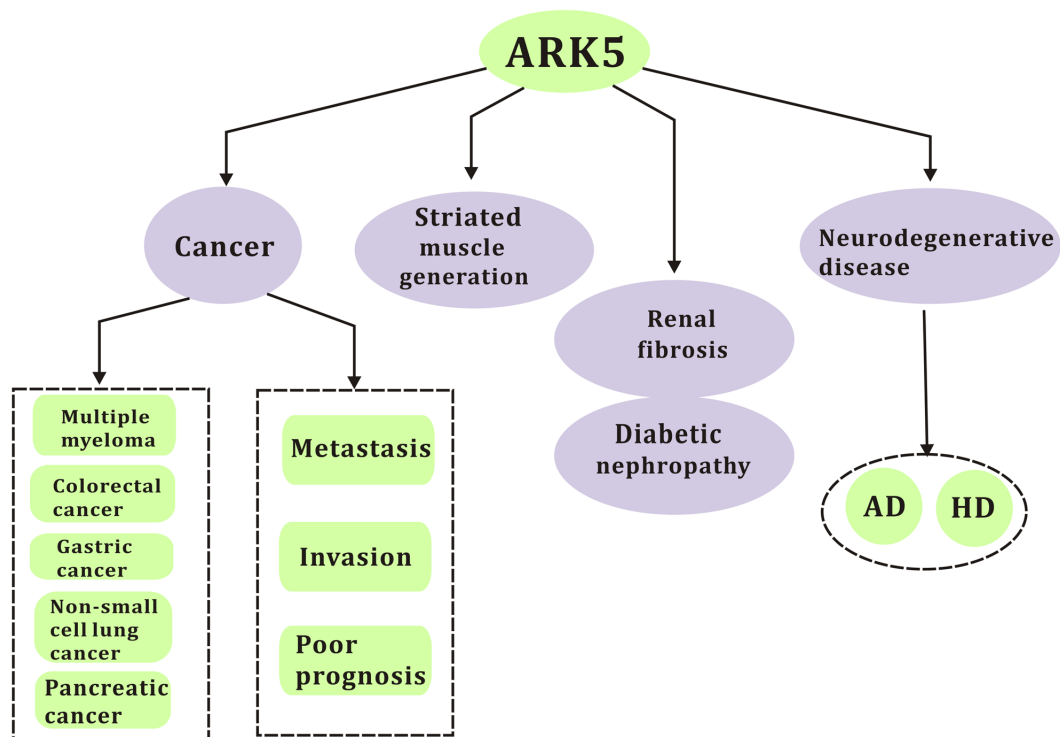 ARK5
Cancer
Striated
muscle
generation
Renal
fibrosis
Diabetic
nephropathy
Neurodegenerative
disease
Multiple
myeloma
Colorectal
cancer
Gastric
cancer
Non-small
cell lung
cancer
Pancreatic
cancer
Metastasis
Invasion
Poor
prognosis
AD
HD